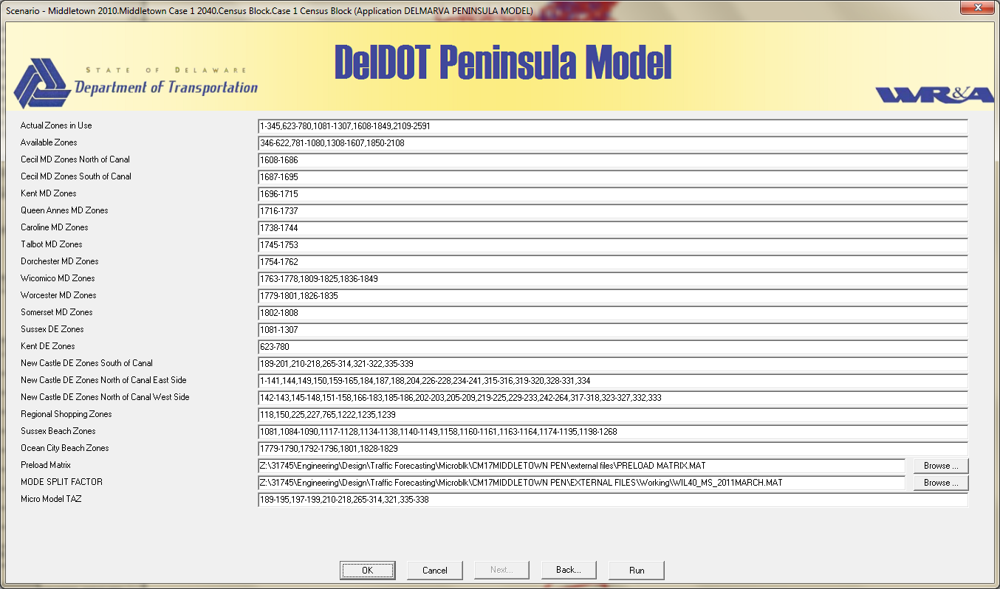 Scenario - Middletown 2010.Middletown Case 1 2040.Census Block.Case 1 Census Block (Application DELMARVA PENINSULA MODEL)
STATE OF DELAWARE
Department of Transportation
DelDOT Peninsula Model
WR&A
Actual Zones in Use 1-345,623-780,1081-1307,1608-1849,2109-2591
Available Zones 346-622,781-1080,1308-1607,1850-2108
Cecil MD Zones North of Canal 1608-1686
Cecil MD Zones South of Canal 1687-1695
Kent MD Zones 1696-1715
Queen Annes MD Zones 1716-1737
Caroline MD Zones 1738-1744
Talbot MD Zones 1745-1753
Dorchester MD Zones 1754-1762
Wicomico MD Zones 1763-1778,1809-1825,1836-1849
Worcester MD Zones 1779-1801,1826-1835
Somerset MD Zones 1802-1808
Sussex DE Zones 1081-1307
Kent DE Zones 623-780
New Castle DE Zones South of Canal 189-201,210-218,265-314,321-322,335-339
New Castle DE Zones North of Canal East Side 1-141,144,149,150,159-165,184,187,188,204,226-228,234-241,315-316,319-320,328-331,334
New Castle DE Zones North of Canal West Side 142-143,145-148,151-158,166-183,185-186,202-203,205-209,219-225,229-233,242-264,317-318,323-327,332,333
Regional Shopping Zones 118,150,225,227,765,1222,1235,1239
Sussex Beach Zones 1081,1084-1090,1117-1128,1134-1138,1140-1149,1158,1160-1161,1163-1164,1174-1195,1198-1268
Ocean City Beach Zones 1779-1790,1792-1796,1801,1828-1829
Preload Matrix Z:\31745\Engineering\Design\Traffic Forecasting\Microblk\CM17MIDDLETOWN PEN\external files\PRELOAD MATRIX.MAT Browse ...
MODE SPLIT FACTOR Z:\31745\Engineering\Design\Traffic Forecasting\Microblk\CM17MIDDLETOWN PEN\EXTERNAL FILES\Working\WIL40_MS_2011MARCH.MAT Browse ...
Micro Model TAZ 189-195,197-199,210-218,265-314,321,335-338
OK Cancel Next... Back... Run